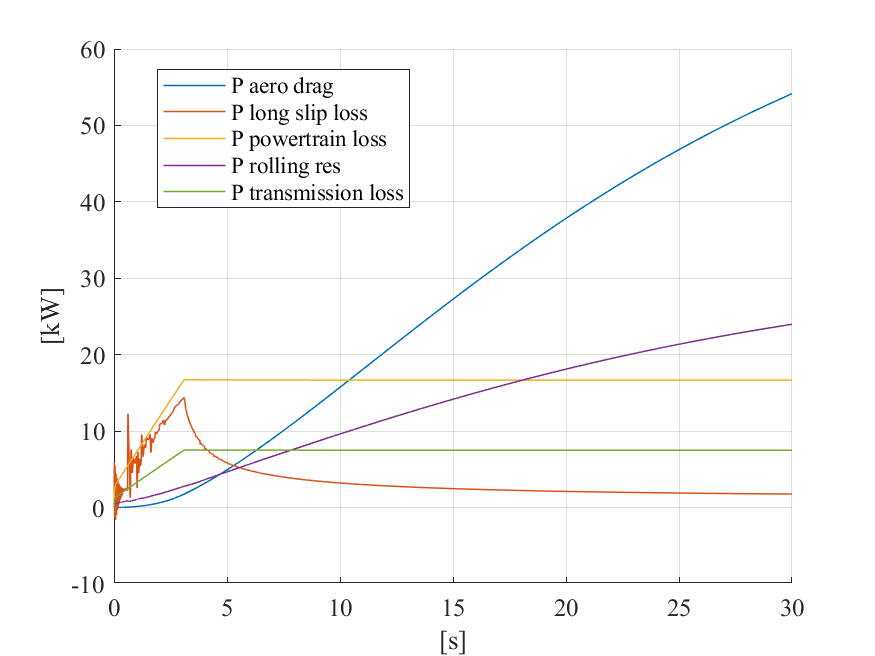 60
50
40
30
20
10
0
-10
[kW]
P aero drag
P long slip loss
P powertrain loss
P rolling res
P transmission loss
0 5 10 15 20 25 30
[s]